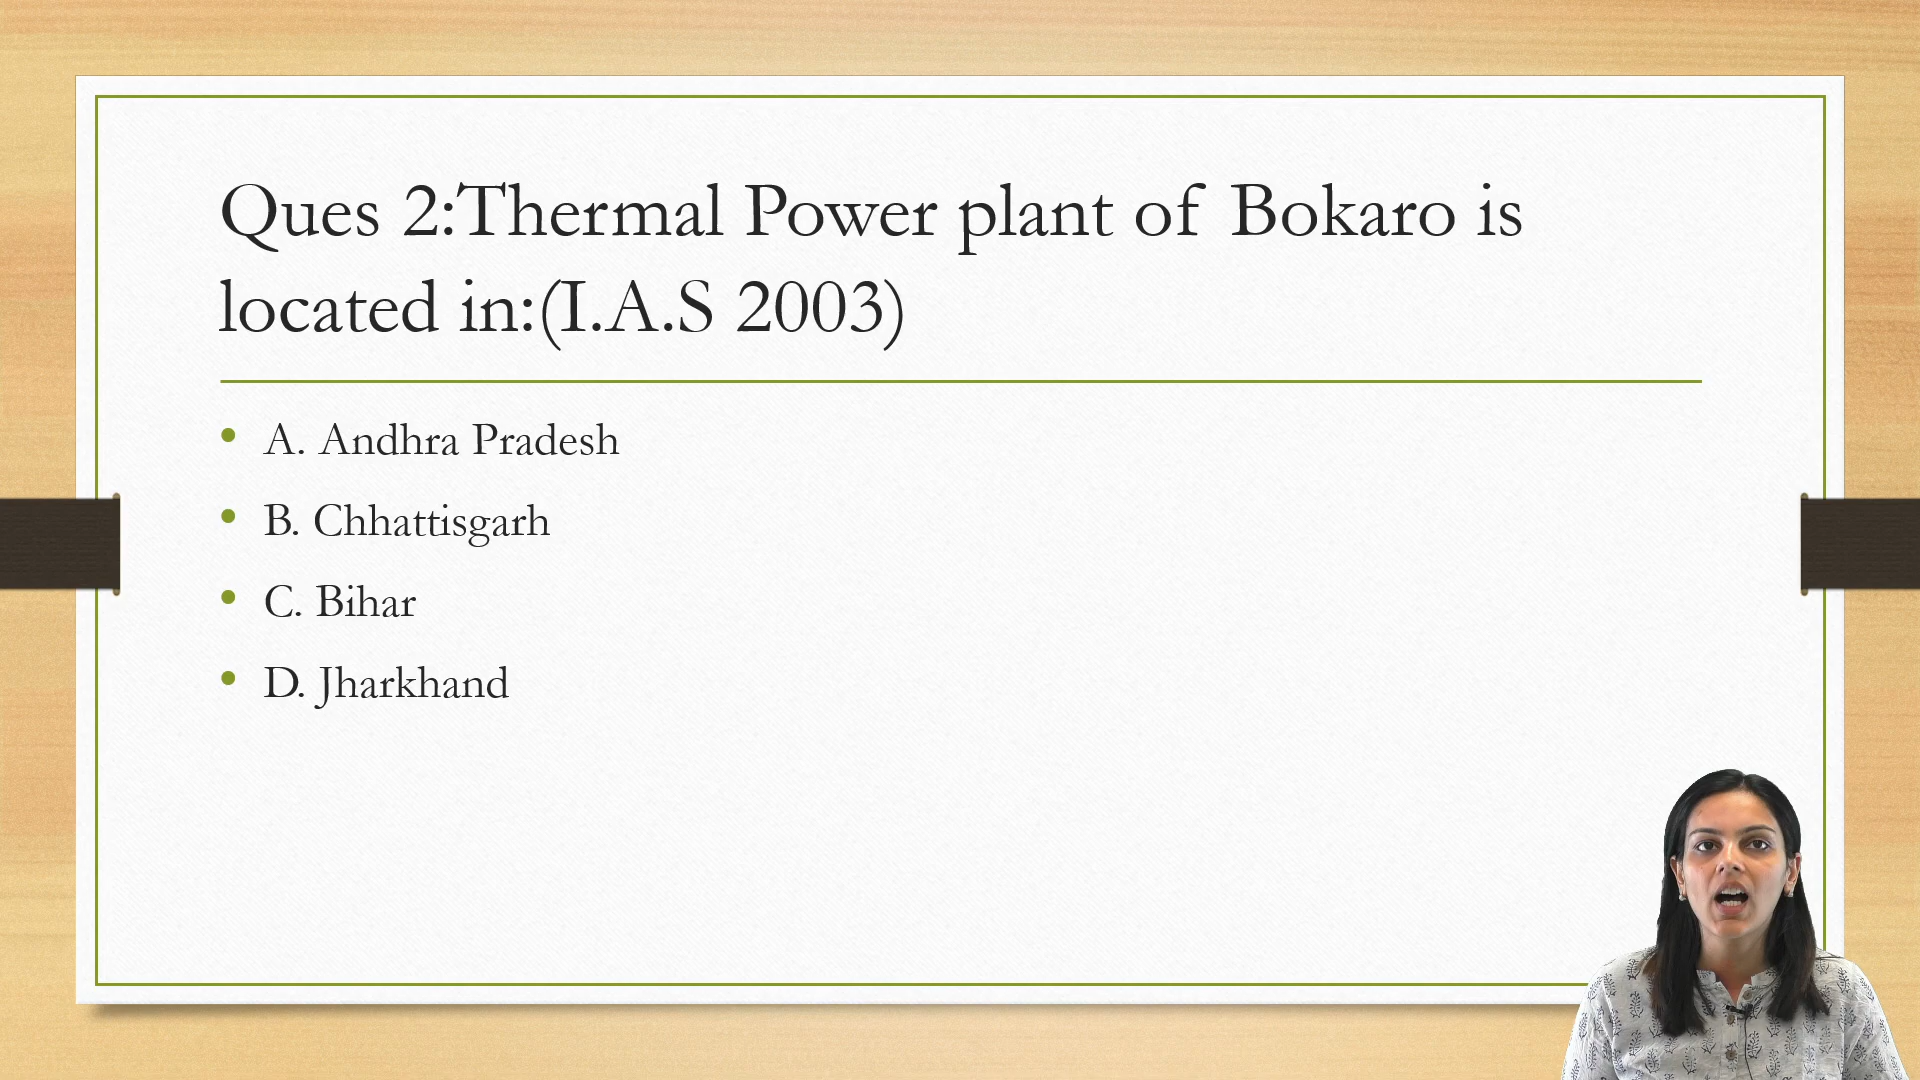 Ques 2:Thermal Power plant of Bokaro is
located in:(I.A.S 2003)
• A. Andhra Pradesh
• B. Chhattisgarh
• C. Bihar
• D. Jharkhand